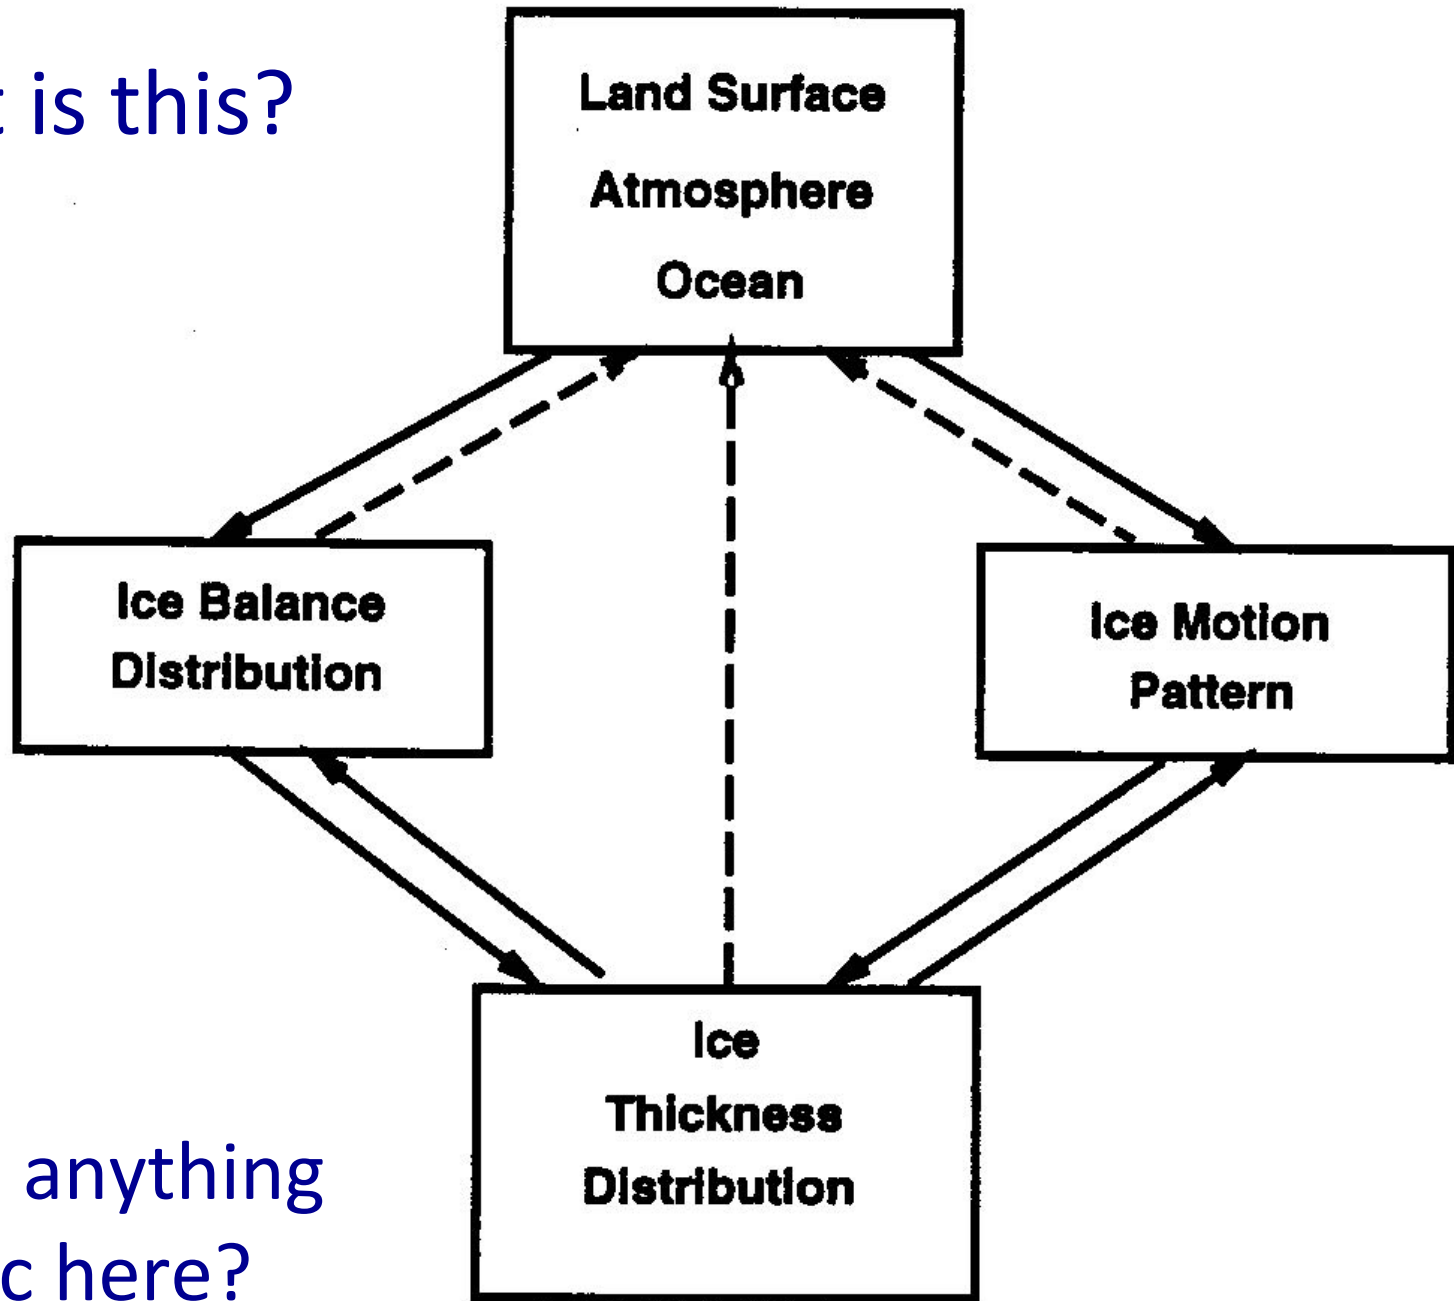 t is this?
Land Surface
Atmosphere
Ocean
Ice Balance
Distribution
Ice Motion
Pattern
Ice
Thickness
Distribution
anything
c here?